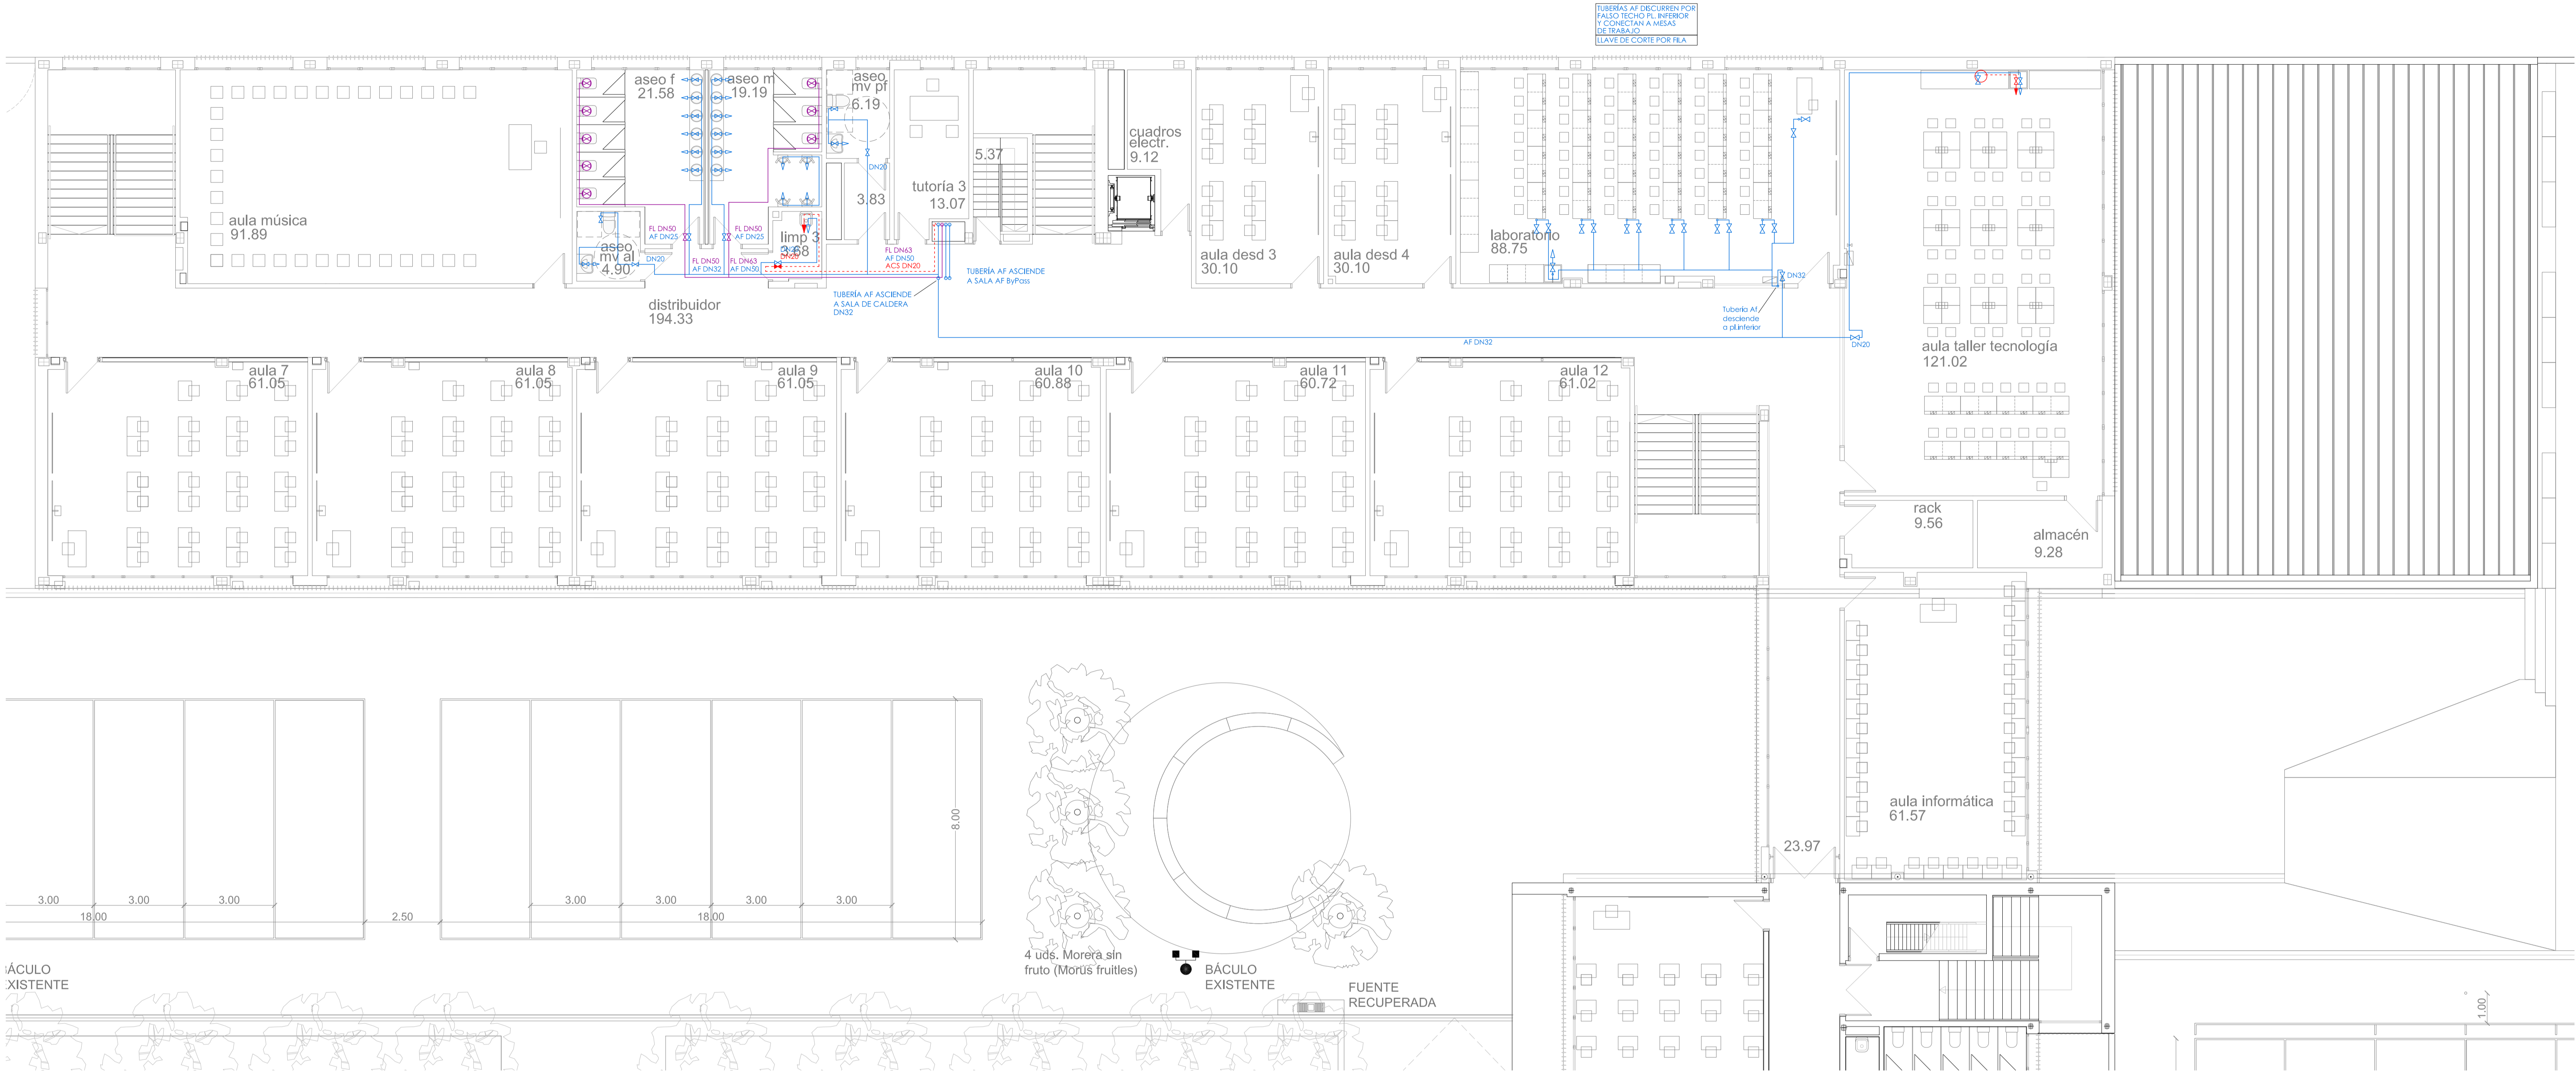 TUBERÍAS AF DISCURREN POR
FALSO TECHO PL. INFERIOR
Y CONECTAN A MESAS
DE TRABAJO
LLAVE DE CORTE POR FILA
aseo f
21.58
aseo m
19.19
aseo
mv pf
6.19
DN20
3.83
tutoría 3
13.07
5.37
cuadros
electr.
9.12
aula música
91.89
aseo
mv al
4.90
DN20
FL DN50
AF DN25
FL DN50
AF DN25
FL DN50
AF DN32
FL DN63
AF DN50
limp 3
3.68
DN20
DN20
FL DN63
AF DN50
ACS DN20
TUBERÍA AF ASCIENDE
A SALA AF ByPass
TUBERÍA AF ASCIENDE
A SALA DE CALDERA
DN32
aula desd 3
30.10
aula desd 4
30.10
laboratorio
88.75
DN32
Tubería Af
desciende
a pl.inferior
AF DN32
DN20
aula taller tecnología
121.02
distribuidor
194.33
aula 7
61.05
aula 8
61.05
aula 9
61.05
aula 10
60.88
aula 11
60.72
aula 12
61.02
rack
9.56
almacén
9.28
aula informática
61.57
23.97
8.00
3.00
3.00
3.00
18.00
2.50
3.00
3.00
3.00
3.00
18.00
4 uds. Morera sin
fruto (Morus fruitles)
BÁCULO
EXISTENTE
BÁCULO
EXISTENTE
FUENTE
RECUPERADA
1.00